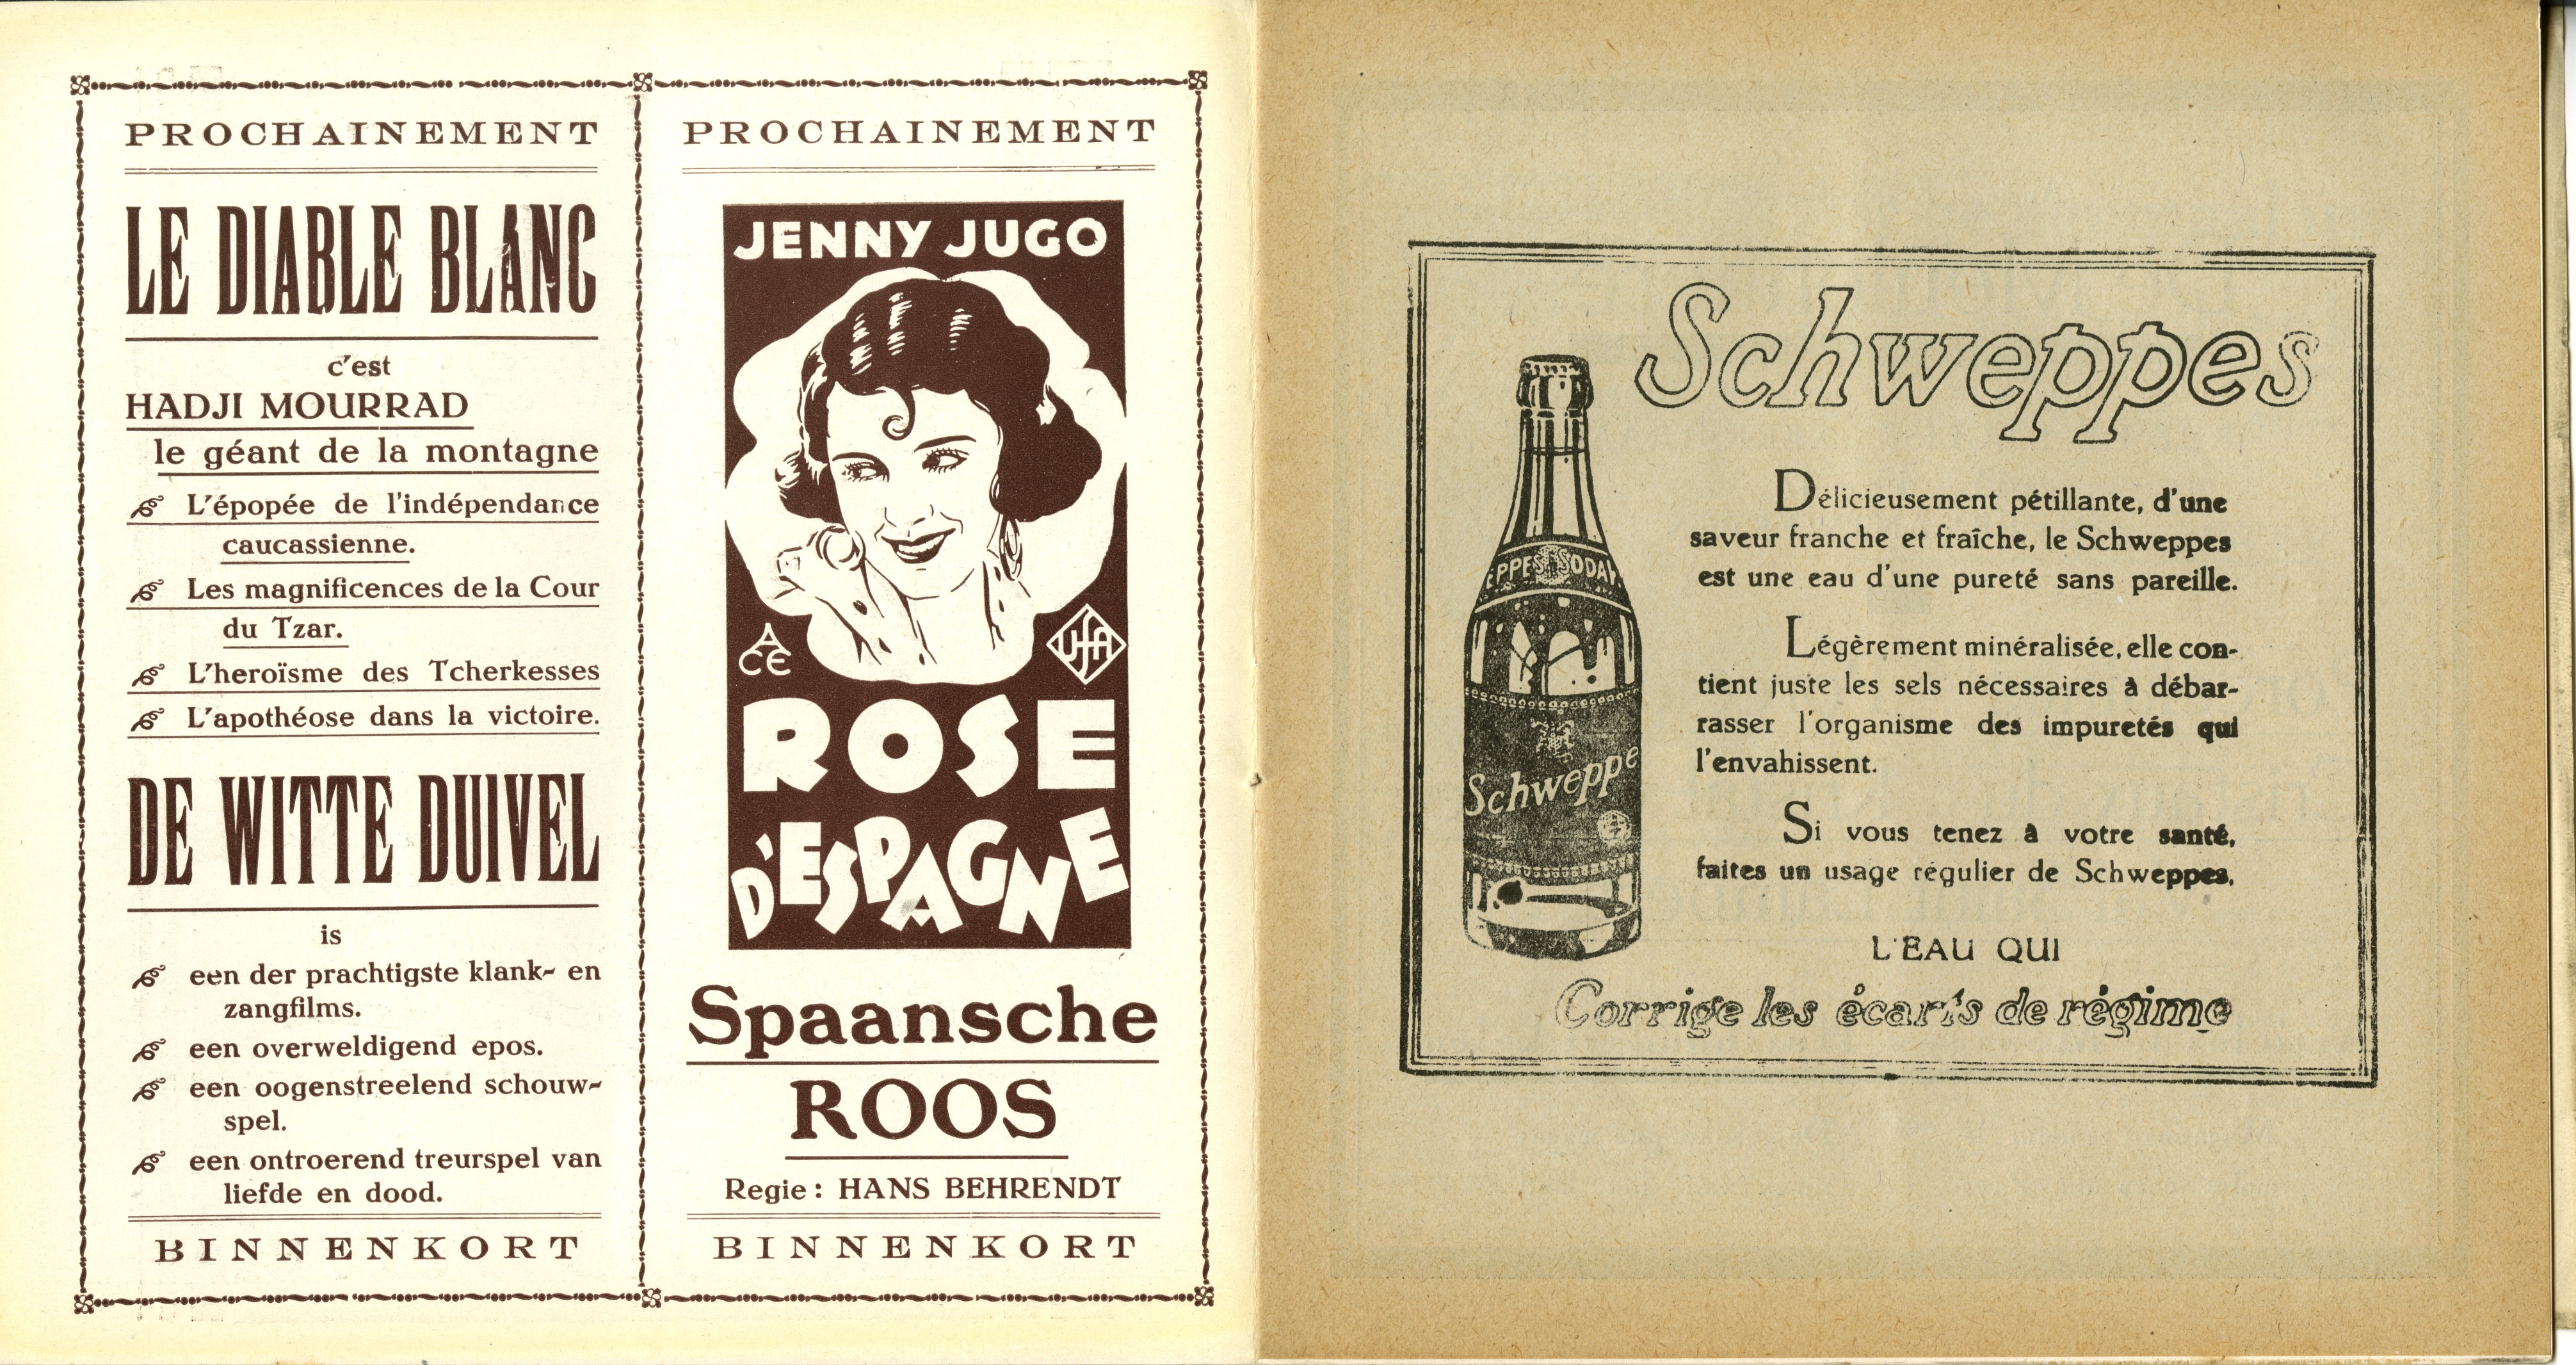 PROCHAINEMENT
LE DIABLE BLANC
c'est
HADJI MOURRAD
le géant de la montagne
L'épopée de l'indépendance
caucassienne.
Les magnificences de la Cour
du Tzar.
L'heroïsme des Tcherkesses
L'apothéose dans la victoire.
DE WITTE DUIVEL
is
een der prachtigste klank- en
zangfilms.
een overweldigend epos.
een oogenstreelend schouw-
spel.
een ontroerend treurspel van
liefde en dood.
BINNENKORT
PROCHAINEMENT
JENNY JUGO
ACE
UfA
ROSE
D'ESPAGNE
Spaansche
ROOS
Regie : HANS BEHRENDT
BINNENKORT
Schweppes
EPPES SODA
Schweppe
Délicieusement pétillante, d'une
saveur franche et fraîche, le Schweppes
est une eau d'une pureté sans pareille.
Légèrement minéralisée, elle con-
tient juste les sels nécessaires à débar-
rasser l'organisme des impuretés qui
l'envahissent.
Si vous tenez à votre santé,
faites un usage régulier de Schweppes,
L'EAU QUI
Corrige les écarts de régime